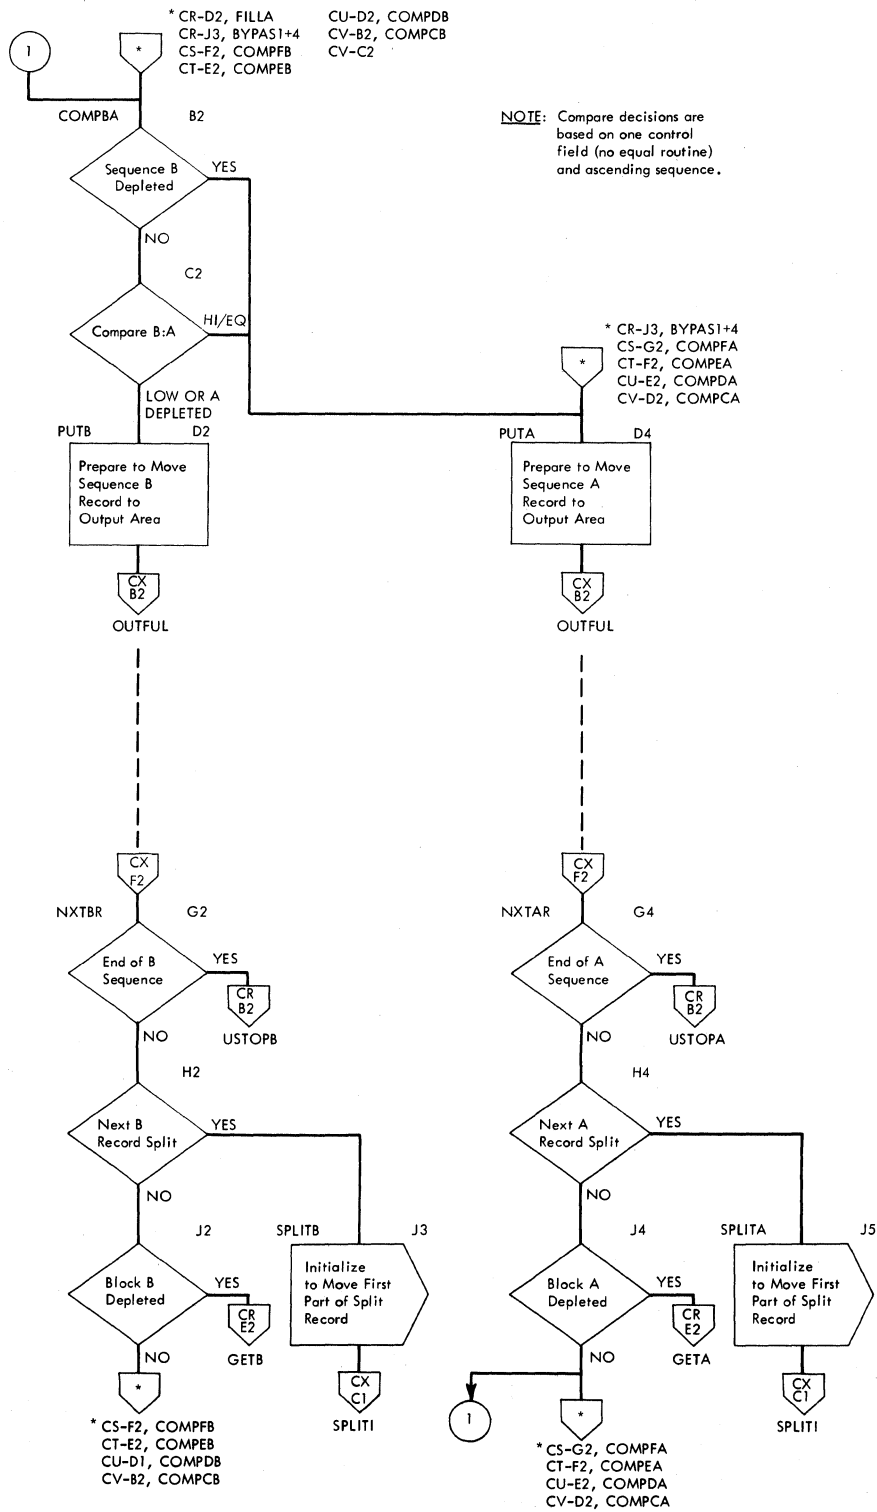 * CR-D2, FILLA CU-D2, COMPDB
CR-J3, BYPAS1+4 CV-B2, COMPCB
CS-F2, COMPFB CV-C2
CT-E2, COMPEB
1
*
COMPBA B2
NOTE: Compare decisions are
based on one control
field (no equal routine)
and ascending sequence.
Sequence B
Depleted
YES
NO
C2
Compare B:A
HI/EQ
* CR-J3, BYPAS1+4
CS-G2, COMPFA
CT-F2, COMPEA
CU-E2, COMPDA
CV-D2, COMPCA
*
LOW OR A
DEPLETED
PUTB D2
Prepare to Move
Sequence B
Record to
Output Area
CX
B2
OUTFUL
PUTA D4
Prepare to Move
Sequence A
Record to
Output Area
CX
B2
OUTFUL
CX
F2
NXTBR G2
End of B
Sequence
YES
CR
B2
USTOPB
NO
H2
Next B
Record Split
YES
NO
J2
Block B
Depleted
YES
CR
E2
GETB
NO
*
* CS-F2, COMPFB
CT-E2, COMPEB
CU-D1, COMPDB
CV-B2, COMPCB
SPLITB J3
Initialize
to Move First
Part of Split
Record
CX
C1
SPLITI
CX
F2
NXTAR G4
End of A
Sequence
YES
CR
B2
USTOPA
NO
H4
Next A
Record Split
YES
NO
J4
Block A
Depleted
YES
CR
E2
GETA
NO
1
*
* CS-G2, COMPFA
CT-F2, COMPEA
CU-E2, COMPDA
CV-D2, COMPCA
SPLITA J5
Initialize
to Move First
Part of Split
Record
CX
C1
SPLITI